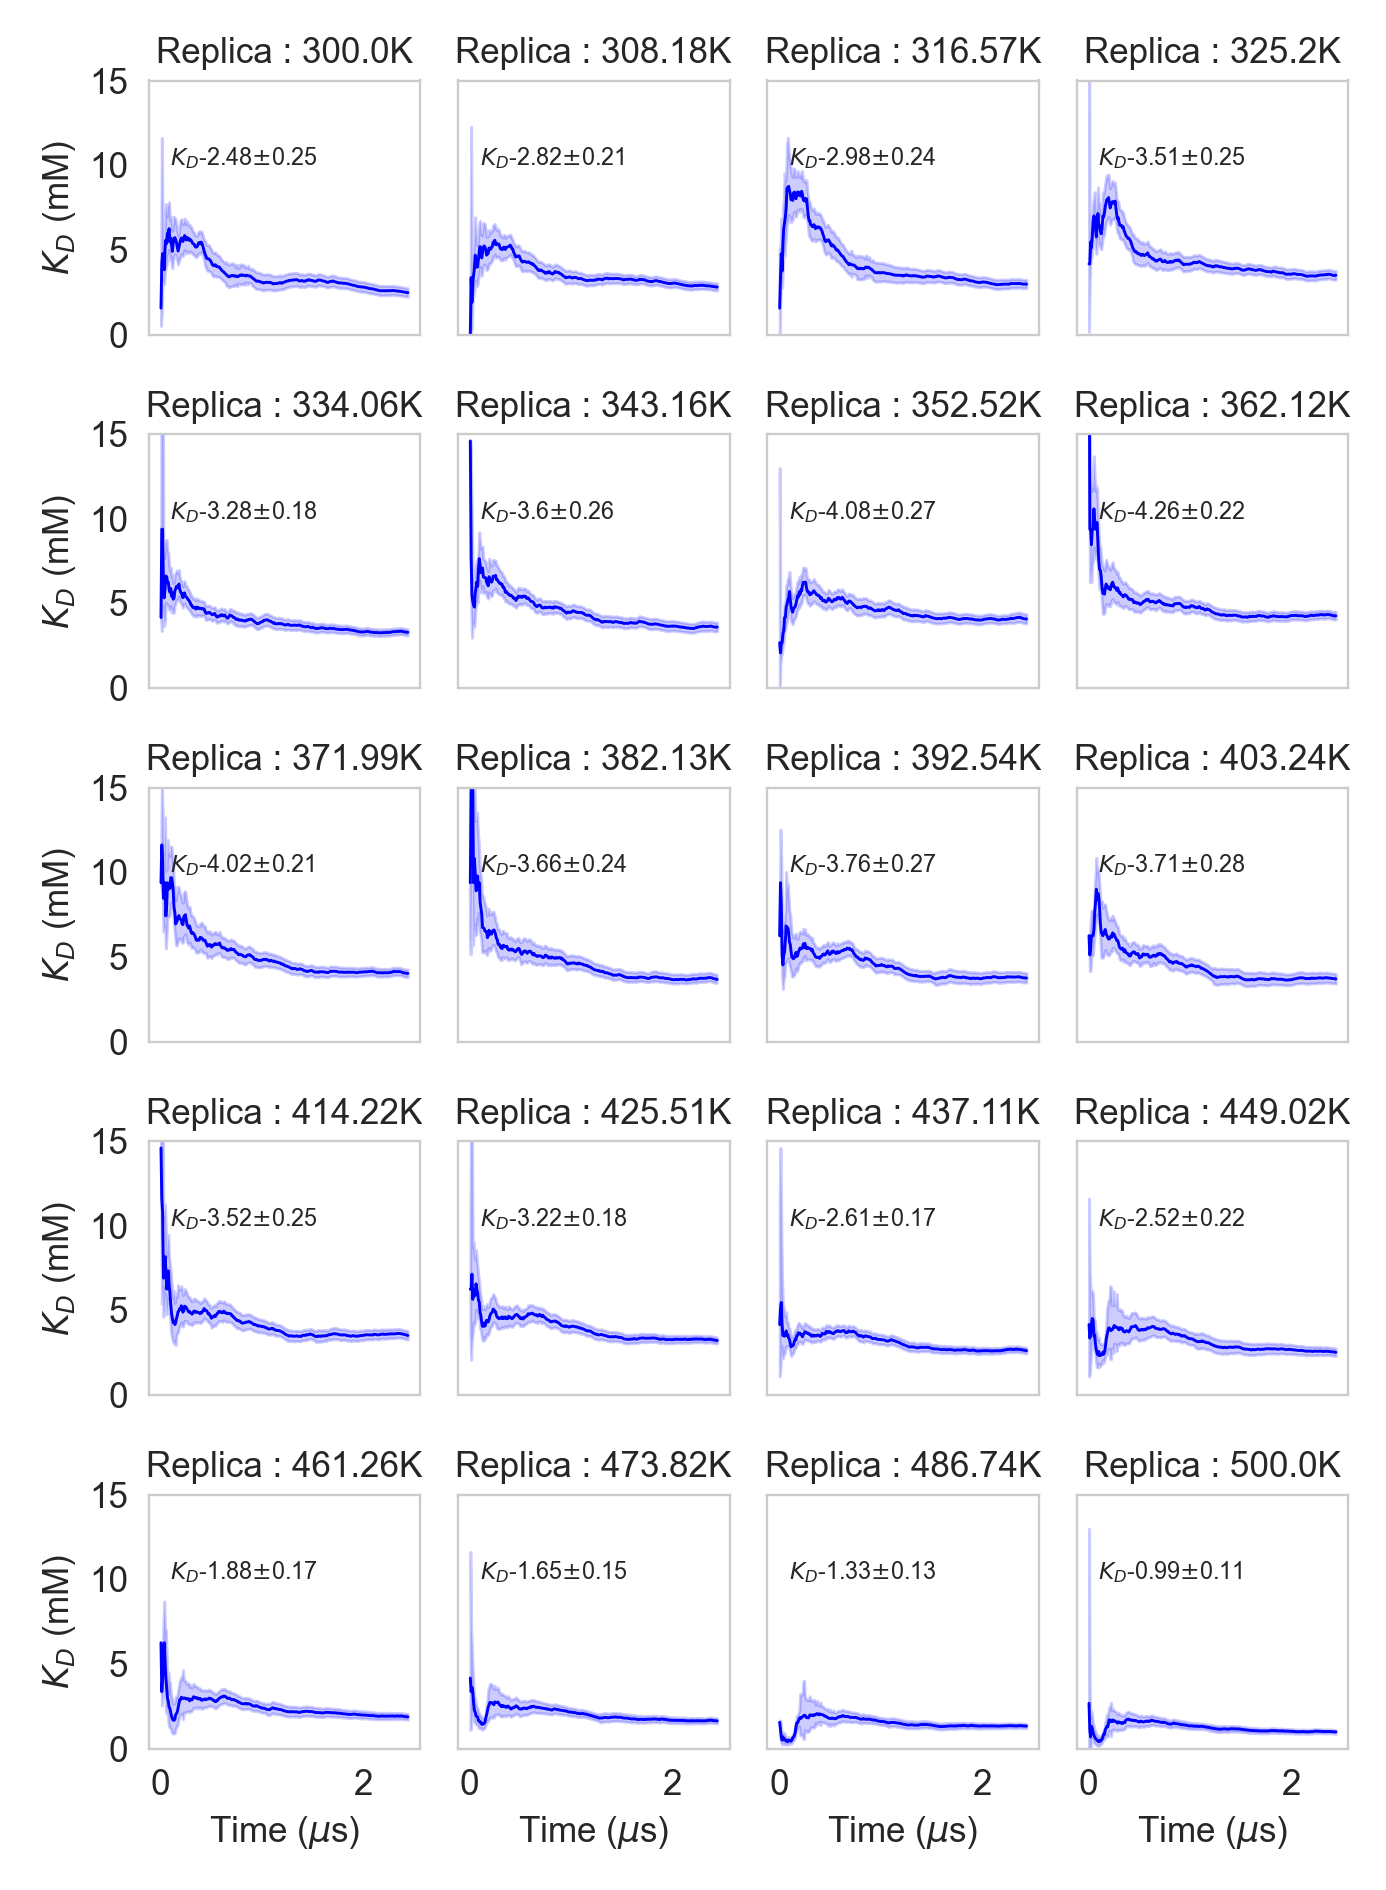 Replica : 300.0K
Replica : 308.18K
Replica : 316.57K
Replica : 325.2K
15
10
5
0
K_D (mM)
K_D-2.48±0.25
K_D-2.82±0.21
K_D-2.98±0.24
K_D-3.51±0.25
Replica : 334.06K
Replica : 343.16K
Replica : 352.52K
Replica : 362.12K
15
10
5
0
K_D (mM)
K_D-3.28±0.18
K_D-3.6±0.26
K_D-4.08±0.27
K_D-4.26±0.22
Replica : 371.99K
Replica : 382.13K
Replica : 392.54K
Replica : 403.24K
15
10
5
0
K_D (mM)
K_D-4.02±0.21
K_D-3.66±0.24
K_D-3.76±0.27
K_D-3.71±0.28
Replica : 414.22K
Replica : 425.51K
Replica : 437.11K
Replica : 449.02K
15
10
5
0
K_D (mM)
K_D-3.52±0.25
K_D-3.22±0.18
K_D-2.61±0.17
K_D-2.52±0.22
Replica : 461.26K
Replica : 473.82K
Replica : 486.74K
Replica : 500.0K
15
10
5
0
K_D (mM)
K_D-1.88±0.17
K_D-1.65±0.15
K_D-1.33±0.13
K_D-0.99±0.11
0 2
0 2
0 2
0 2
Time (μs)
Time (μs)
Time (μs)
Time (μs)